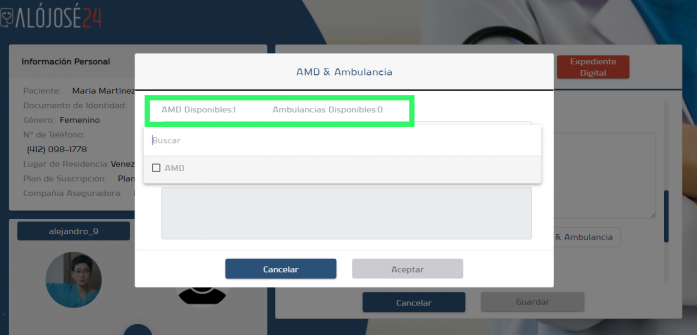 ALÓJOSÉ24
Información Personal
Expediente
Digital
AMD & Ambulancia
Paciente: Maria Martinez
Documento de Identidad:
Género: Femenino
N° de Teléfono:
(412) 098-1778
Lugar de Residencia: Venez
Plan de Suscripción: Plan
Compañia Aseguradora:
AMD Disponibles:1 Ambulancias Disponibles:0
Buscar
AMD
alejandro_g
& Ambulancia
Cancelar Aceptar
Cancelar Guardar